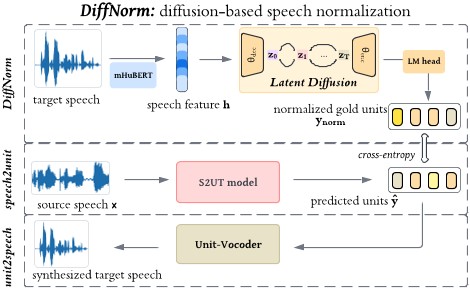 DiffNorm: diffusion-based speech normalization
DiffNorm
target speech
mHuBERT
speech feature h
θenc
z0
z1
...
zT
θdec
Latent Diffusion
LM head
normalized gold units
ynorm
cross-entropy
speech2unit
source speech x
S2UT model
predicted units ŷ
unit2speech
synthesized target speech
Unit-Vocoder